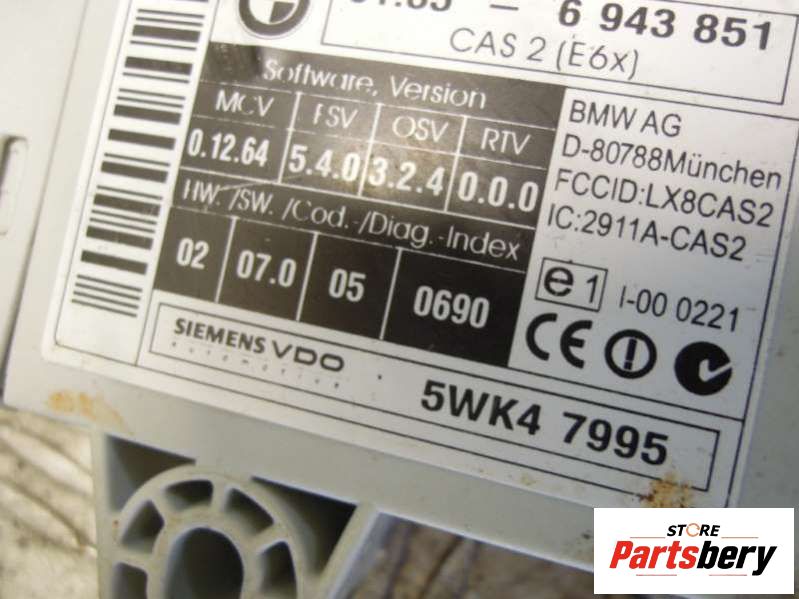 6 943 851
CAS 2 (E6x)
Software, Version
MCV FSV OSV RTV
0.12.64 5.4.0 3.2.4 0.0.0
HW. /SW. /Cod.-/Diag.-Index
02 07.0 05 0690
BMW AG
D-80788München
FCCID:LX8CAS2
IC:2911A-CAS2
e1 I-00 0221
CE
SIEMENS VDO
automotive
5WK4 7995
STORE
Partsbery